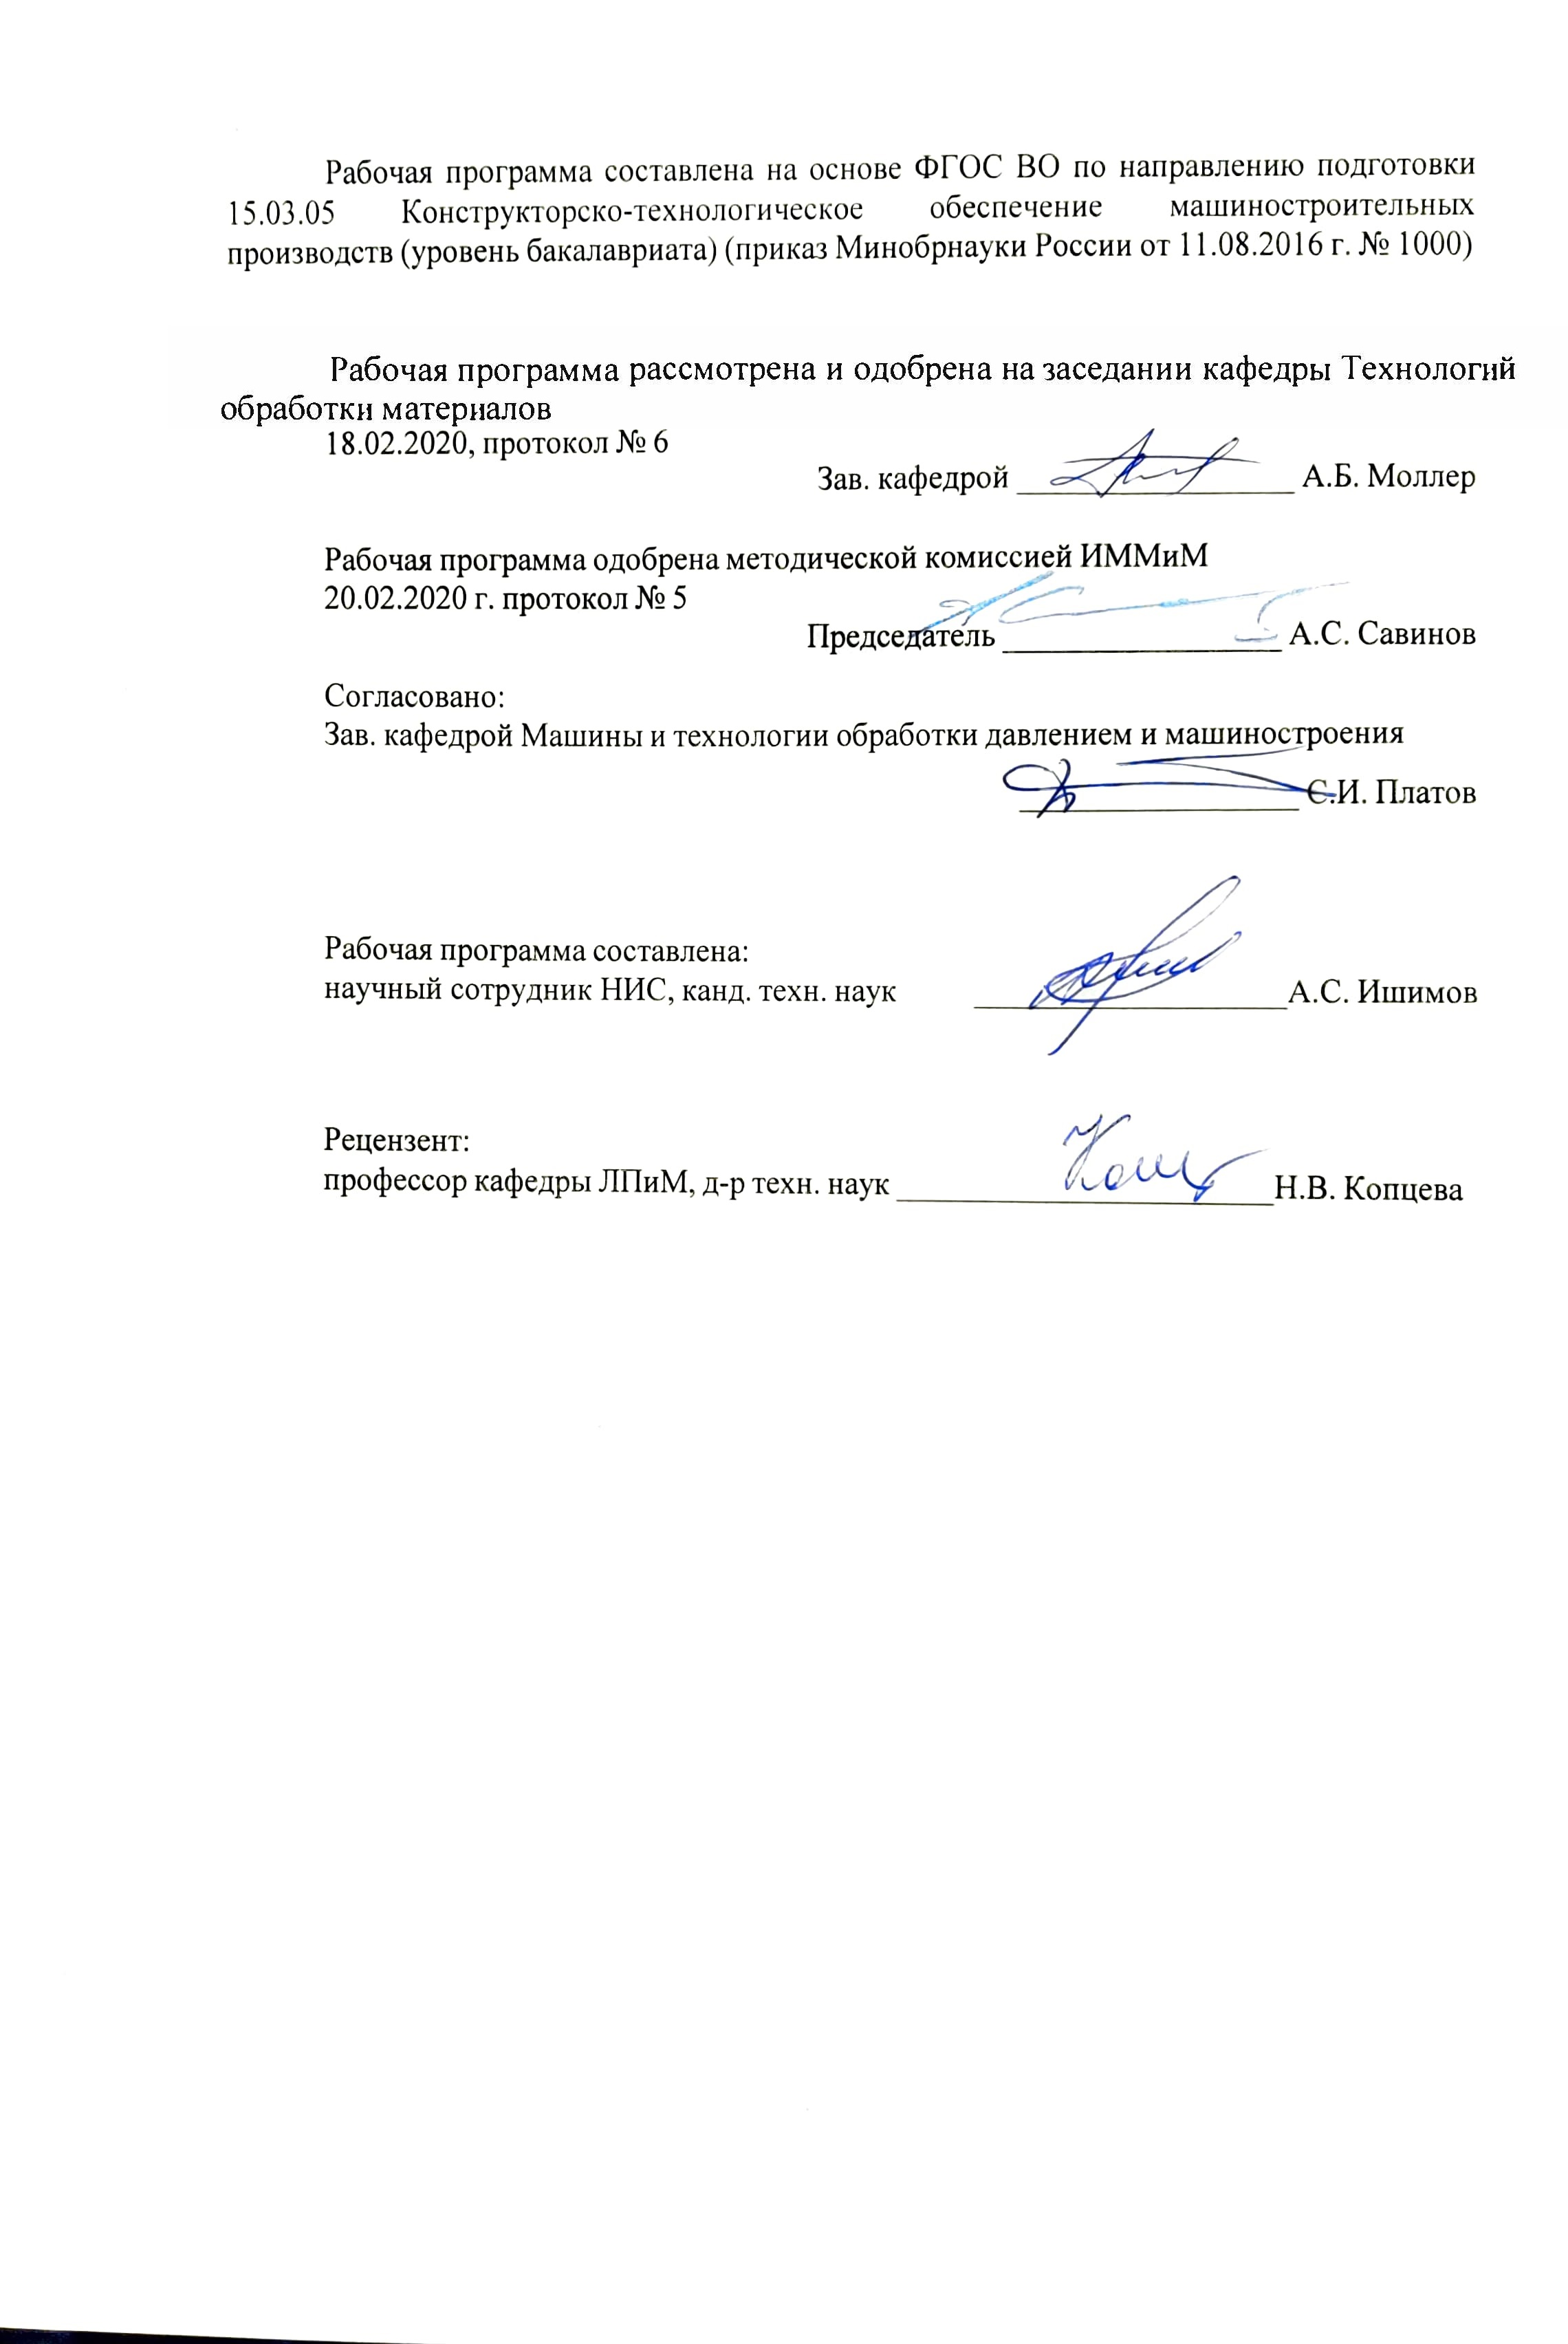 Рабочая программа составлена на основе ФГОС ВО по направлению подготовки
15.03.05 Конструкторско-технологическое обеспечение машиностроительных
производств (уровень бакалавриата) (приказ Минобрнауки России от 11.08.2016 г. № 1000)
Рабочая программа рассмотрена и одобрена на заседании кафедры Технологий
обработки материалов
18.02.2020, протокол № 6
Зав. кафедрой ____________________ А.Б. Моллер
Рабочая программа одобрена методической комиссией ИММиМ
20.02.2020 г. протокол № 5
Председатель ____________________ А.С. Савинов
Согласовано:
Зав. кафедрой Машины и технологии обработки давлением и машиностроения
____________________ С.И. Платов
Рабочая программа составлена:
научный сотрудник НИС, канд. техн. наук ____________________А.С. Ишимов
Рецензент:
профессор кафедры ЛПиМ, д-р техн. наук ____________________Н.В. Копцева